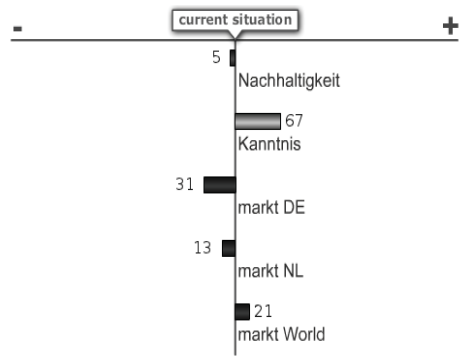 current situation
-
+
5
Nachhaltigkeit
67
Kanntnis
31
markt DE
13
markt NL
21
markt World